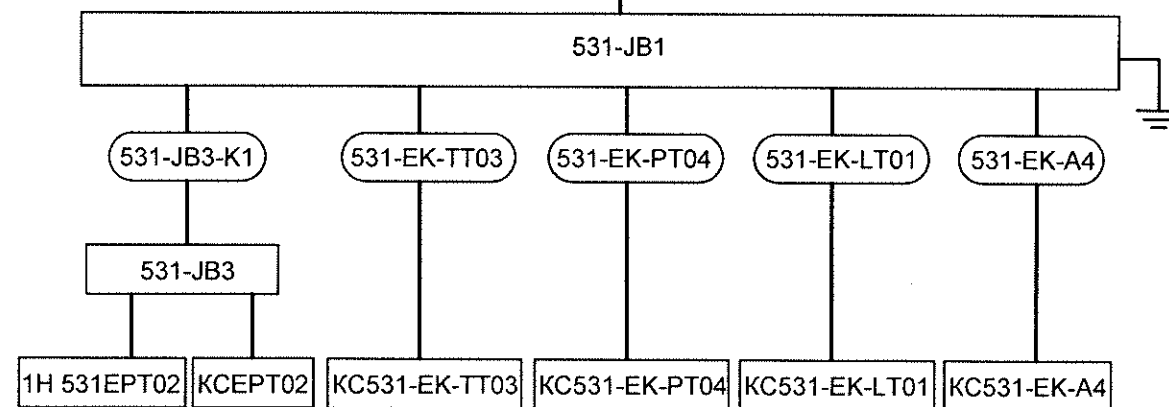 531-JB1
531-JB3-K1
531-EK-TT03
531-EK-PT04
531-EK-LT01
531-EK-A4
531-JB3
1H 531EPT02
KCEPT02
KC531-EK-TT03
KC531-EK-PT04
KC531-EK-LT01
KC531-EK-A4